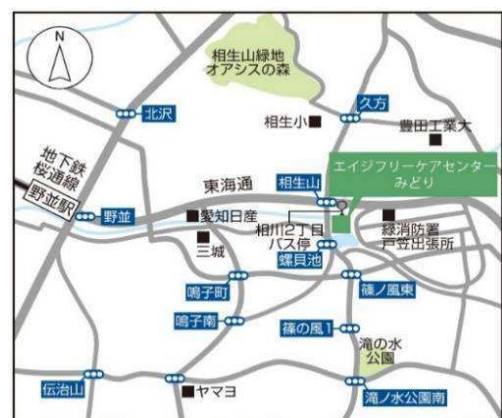 N
相生山緑地
オアシスの森
北沢
久方
相生小
豊田工業大
地下鉄
桜通線
野並駅
エイジフリーケアセンター
みどり
東海通
相生山
野並
愛知日産
相川2丁目
バス停
緑消防署
戸笠出張所
三城
螺貝池
鳴子町
篠ノ風東
鳴子南
篠の風1
滝の水
公園
伝治山
ヤマヨ
滝ノ水公園南